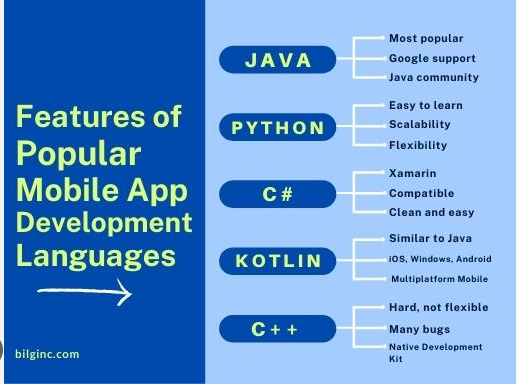 Features of
Popular
Mobile App
Development
Languages
bilginc.com
JAVA
Most popular
Google support
Java community
PYTHON
Easy to learn
Scalability
Flexibility
C#
Xamarin
Compatible
Clean and easy
KOTLIN
Similar to Java
iOS, Windows, Android
Multiplatform Mobile
C++
Hard, not flexible
Many bugs
Native Development
Kit